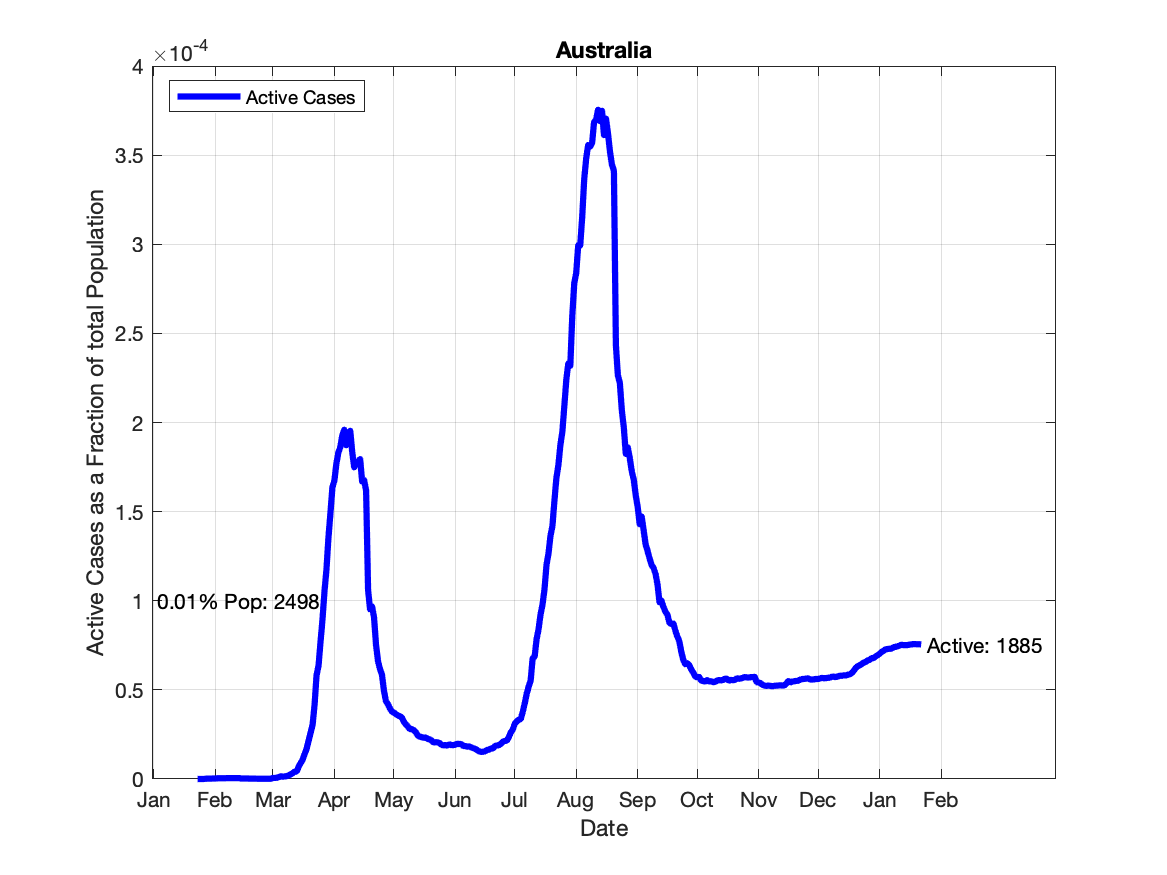 Australia
×10-4
Active Cases
4
3.5
3
2.5
2
1.5
1
0.5
0
Active Cases as a Fraction of total Population
0.01% Pop: 2498
Active: 1885
Jan Feb Mar Apr May Jun Jul Aug Sep Oct Nov Dec Jan Feb
Date